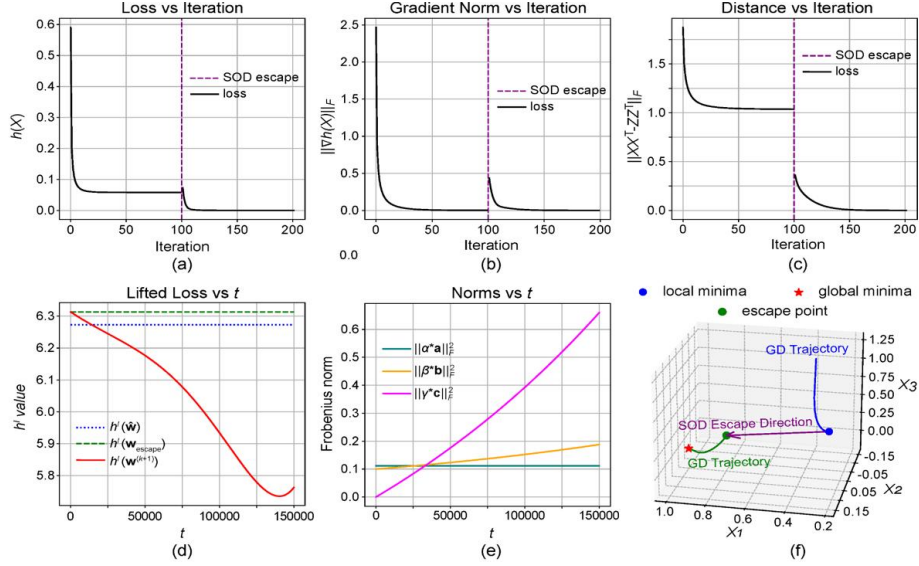 Loss vs Iteration
0.6
0.5
0.4
0.3
0.2
0.1
0.0
h(X)
SOD escape
loss
0
50
100
150
200
Iteration
(a)
Gradient Norm vs Iteration
2.5
2.0
1.5
1.0
0.5
0.0
||∇h(X)||F
SOD escape
loss
0
50
100
150
200
Iteration
(b)
0.0
Distance vs Iteration
1.5
1.0
0.5
0.0
||XXᵀ-ZZᵀ||F
SOD escape
loss
0
50
100
150
200
Iteration
(c)
Lifted Loss vs t
6.3
6.2
6.1
6.0
5.9
5.8
hˡ value
hˡ(ŵ)
hˡ(w_escape)
hˡ(w^(k+1))
0
50000
100000
150000
t
(d)
Norms vs t
0.6
0.5
0.4
0.3
0.2
0.1
0.0
Frobenius norm
||α*a||²F
||β*b||²F
||γ*c||²F
0
50000
100000
150000
t
(e)
local minima
global minima
escape point
GD Trajectory
SOD Escape Direction
GD Trajectory
1.25
1.00
0.75
0.50
0.25
0.00
X3
-0.15
-0.05
0.05
0.15
X2
1.0
0.8
0.6
0.4
0.2
X1
(f)